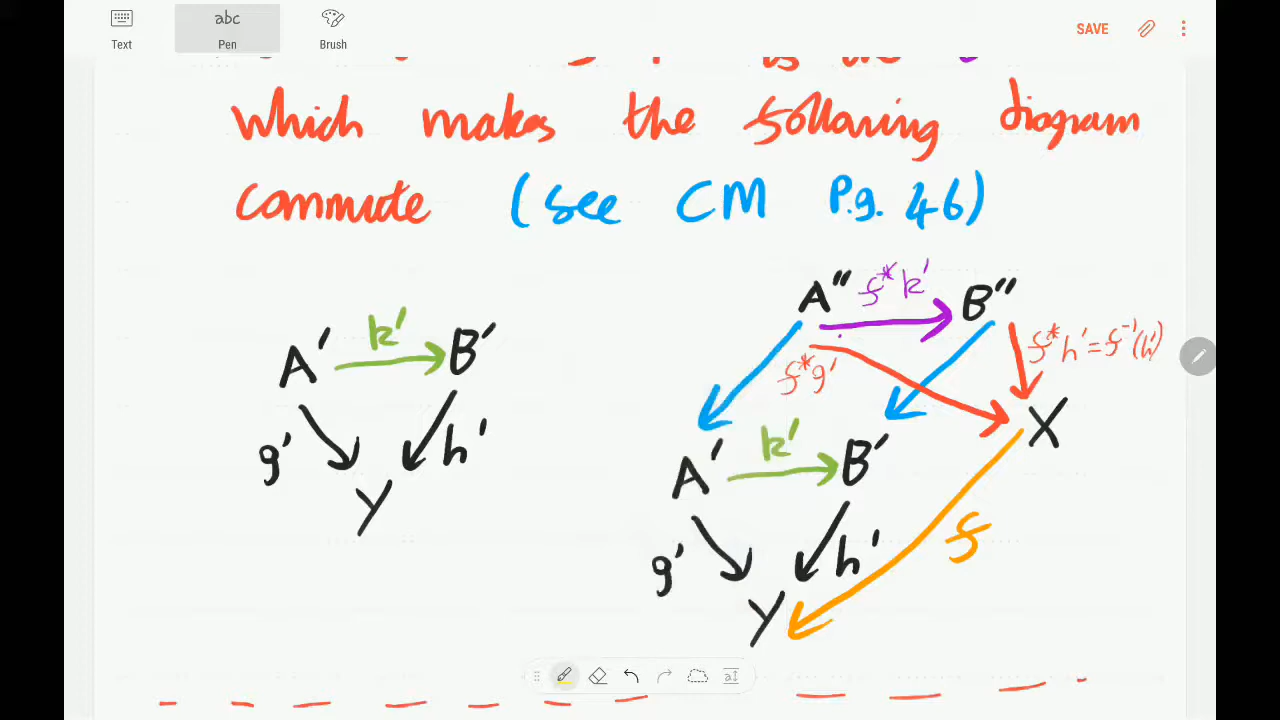 abc
Text
Pen
Brush
SAVE
which makes the following diagram
commute (see CM P.g. 46)
A'' f*k' B''
f*h' = f⁻¹(h')
f*g'
A' k' B'
g' h'
Y
X
A' k' B'
g' h'
f
Y